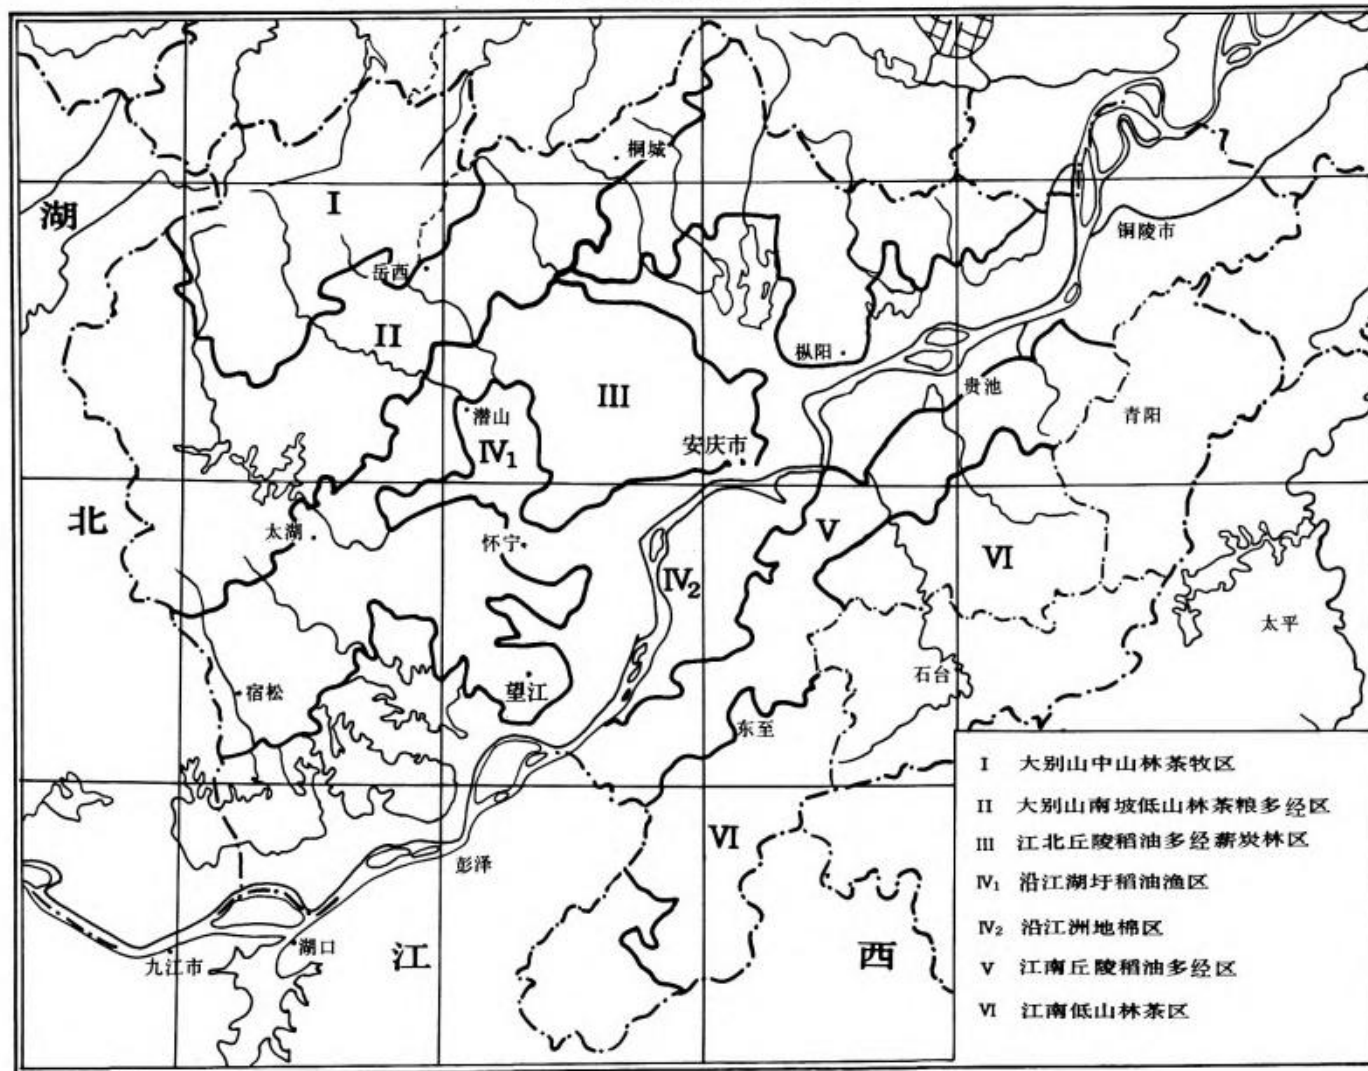 桐城
湖
I
铜陵市
岳西
II
枞阳
III
贵池
潜山
青阳
安庆市
IV₁
北
太湖
怀宁
V
VI
IV₂
太平
石台
宿松
望江
东至
VI
彭泽
江
西
湖口
九江市
I 大别山中山林茶牧区
II 大别山南坡低山林茶粮多经区
III 江北丘陵稻油多经薪炭林区
IV₁ 沿江湖圩稻油渔区
IV₂ 沿江洲地棉区
V 江南丘陵稻油多经区
VI 江南低山林茶区